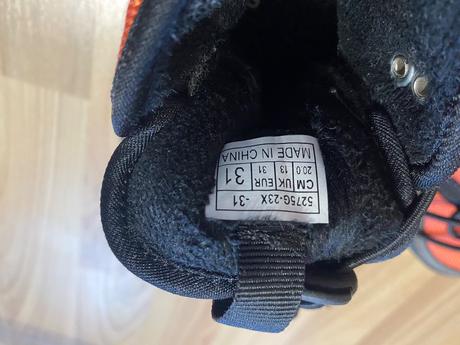 5275G-23X -31
CM UK EUR 31
20.0 13 31
MADE IN CHINA